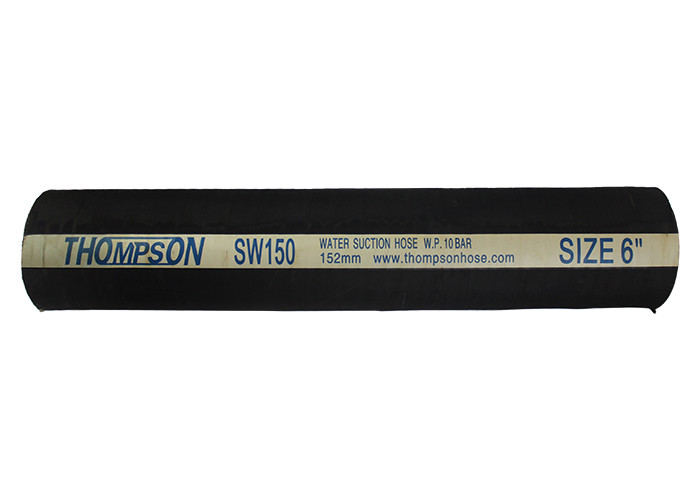 THOMPSON SW150 WATER SUCTION HOSE W.P. 10 BAR SIZE 6"
152mm www.thompsonhose.com